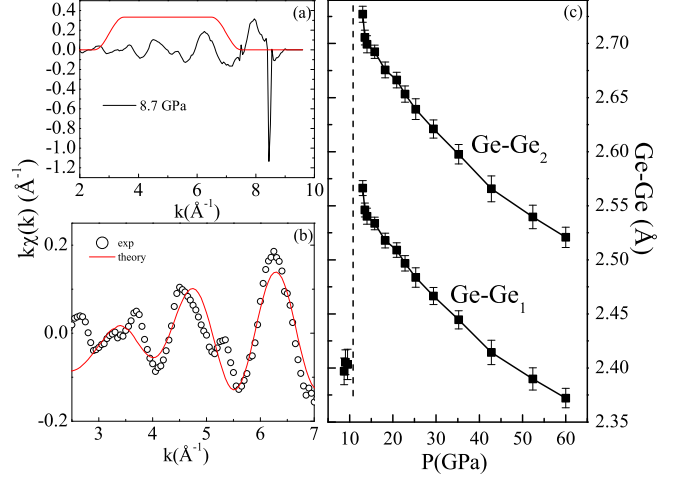 (a)
0.4
0.2
0.0
-0.2
-0.4
-0.6
-0.8
-1.0
-1.2
8.7 GPa
2 4 6 8 10
k(Å⁻¹)
kχ(k) (Å⁻¹)
(b)
exp
theory
0.2
0.0
-0.2
3 4 5 6 7
k(Å⁻¹)
(c)
Ge-Ge₂
Ge-Ge₁
2.70
2.65
2.60
2.55
2.50
2.45
2.40
2.35
Ge-Ge (Å)
0 10 20 30 40 50 60
P(GPa)